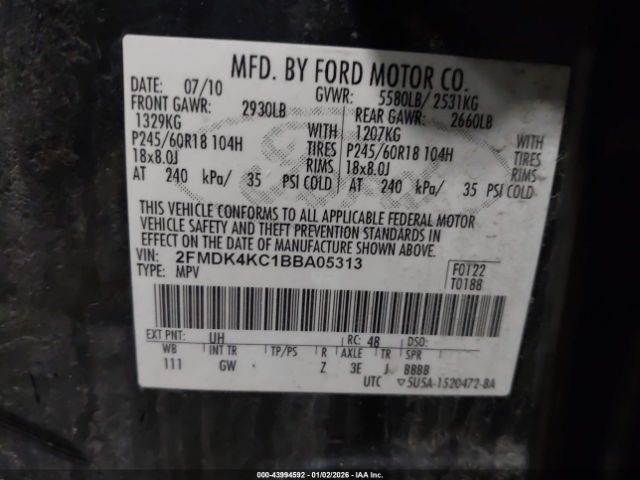 MFD. BY FORD MOTOR CO.
DATE: 07/10 GVWR: 5580LB/ 2531KG
FRONT GAWR: 2930LB REAR GAWR: 2660LB
1329KG WITH 1207KG WITH
P245/60R18 104H TIRES P245/60R18 104H TIRES
18x8.0J RIMS 18x8.0J RIMS
AT 240 kPa/ 35 PSI COLD AT 240 kPa/ 35 PSI COLD
THIS VEHICLE CONFORMS TO ALL APPLICABLE FEDERAL MOTOR
VEHICLE SAFETY AND THEFT PREVENTION STANDARDS IN
EFFECT ON THE DATE OF MANUFACTURE SHOWN ABOVE.
VIN: 2FMDK4KC1BBA05313 F0122
TYPE: MPV T0188
EXT PNT: UH RC: 48 DSO:
WB INT TR TP/PS R AXLE TR SPR
111 GW Z 3E J BBBB
UTC ▽5U5A-1520472-BA
000-43994592 - 01/02/2026 - IAA Holdings, LLC